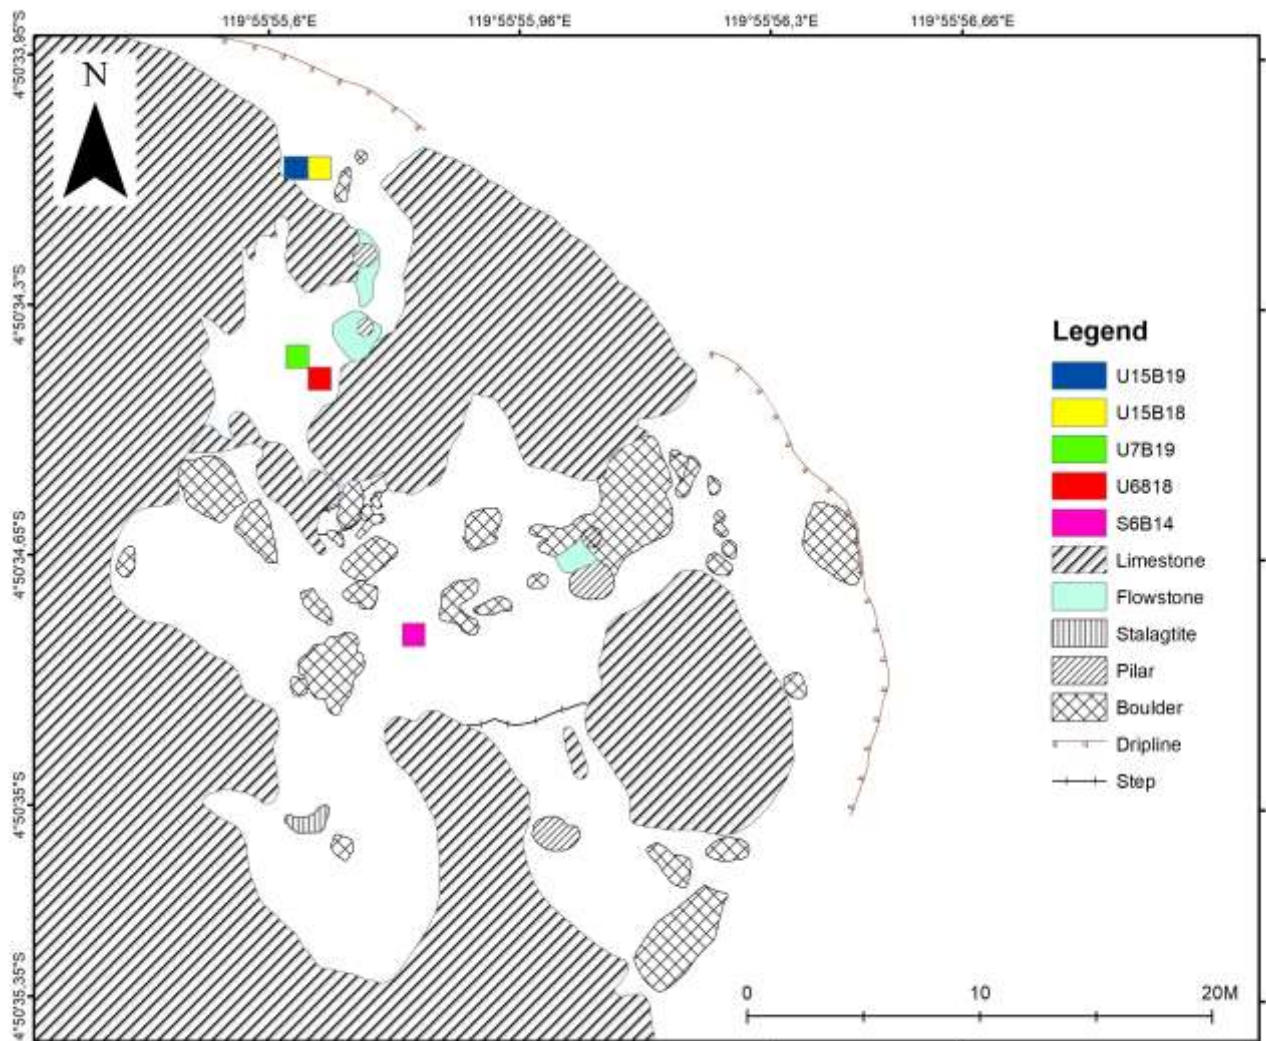 119°55'55,6"E 119°55'55,96"E 119°55'56,3"E 119°55'56,66"E
4°50'33,95"S
N
4°50'34,3"S
Legend
U15B19
U15B18
U7B19
U6818
S6B14
Limestone
Flowstone
Stalagtite
Pilar
Boulder
Dripline
Step
4°50'34,65"S
4°50'35"S
4°50'35,35"S
0 10 20M